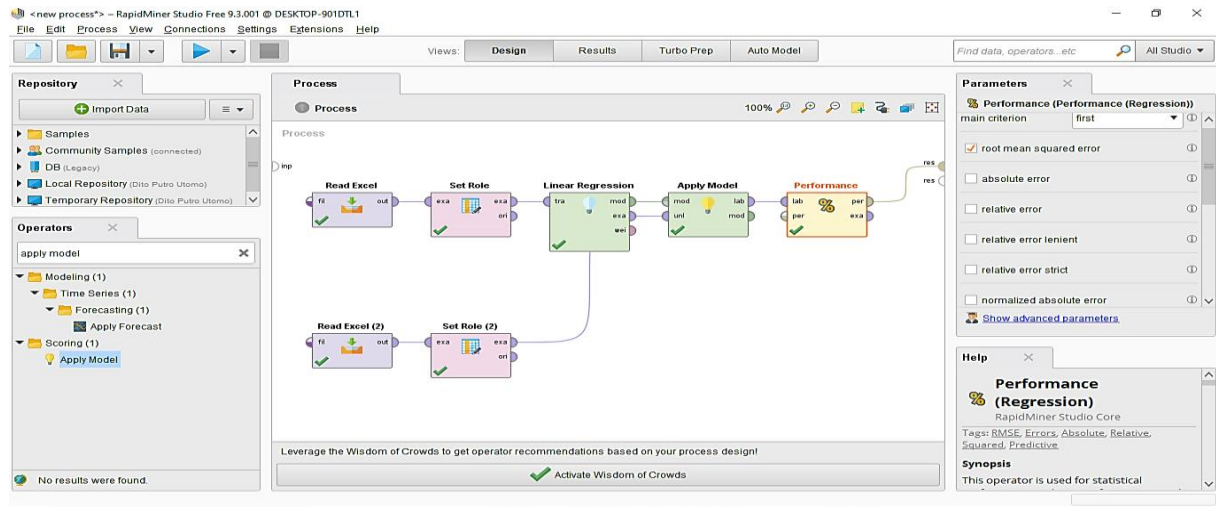 <new process*> – RapidMiner Studio Free 9.3.001 @ DESKTOP-901DTL1
File Edit Process View Connections Settings Extensions Help
Views: Design Results Turbo Prep Auto Model
Find data, operators...etc All Studio
Repository
Import Data
Samples
Community Samples (connected)
DB (Legacy)
Local Repository (Dito Putro Utomo)
Temporary Repository (Dito Putro Utomo)
Operators
apply model
Modeling (1)
Time Series (1)
Forecasting (1)
Apply Forecast
Scoring (1)
Apply Model
No results were found.
Process
Process
100%
Process
inp
res
res
Read Excel
fil out
Set Role
exa exa
ori
Linear Regression
tra mod
exa
wei
Apply Model
mod lab
unl mod
Performance
lab per
per exa
Read Excel (2)
fil out
Set Role (2)
exa exa
ori
Leverage the Wisdom of Crowds to get operator recommendations based on your process design!
Activate Wisdom of Crowds
Parameters
Performance (Performance (Regression))
main criterion first
root mean squared error
absolute error
relative error
relative error lenient
relative error strict
normalized absolute error
Show advanced parameters
Help
Performance
(Regression)
RapidMiner Studio Core
Tags: RMSE, Errors, Absolute, Relative,
Squared, Predictive
Synopsis
This operator is used for statistical